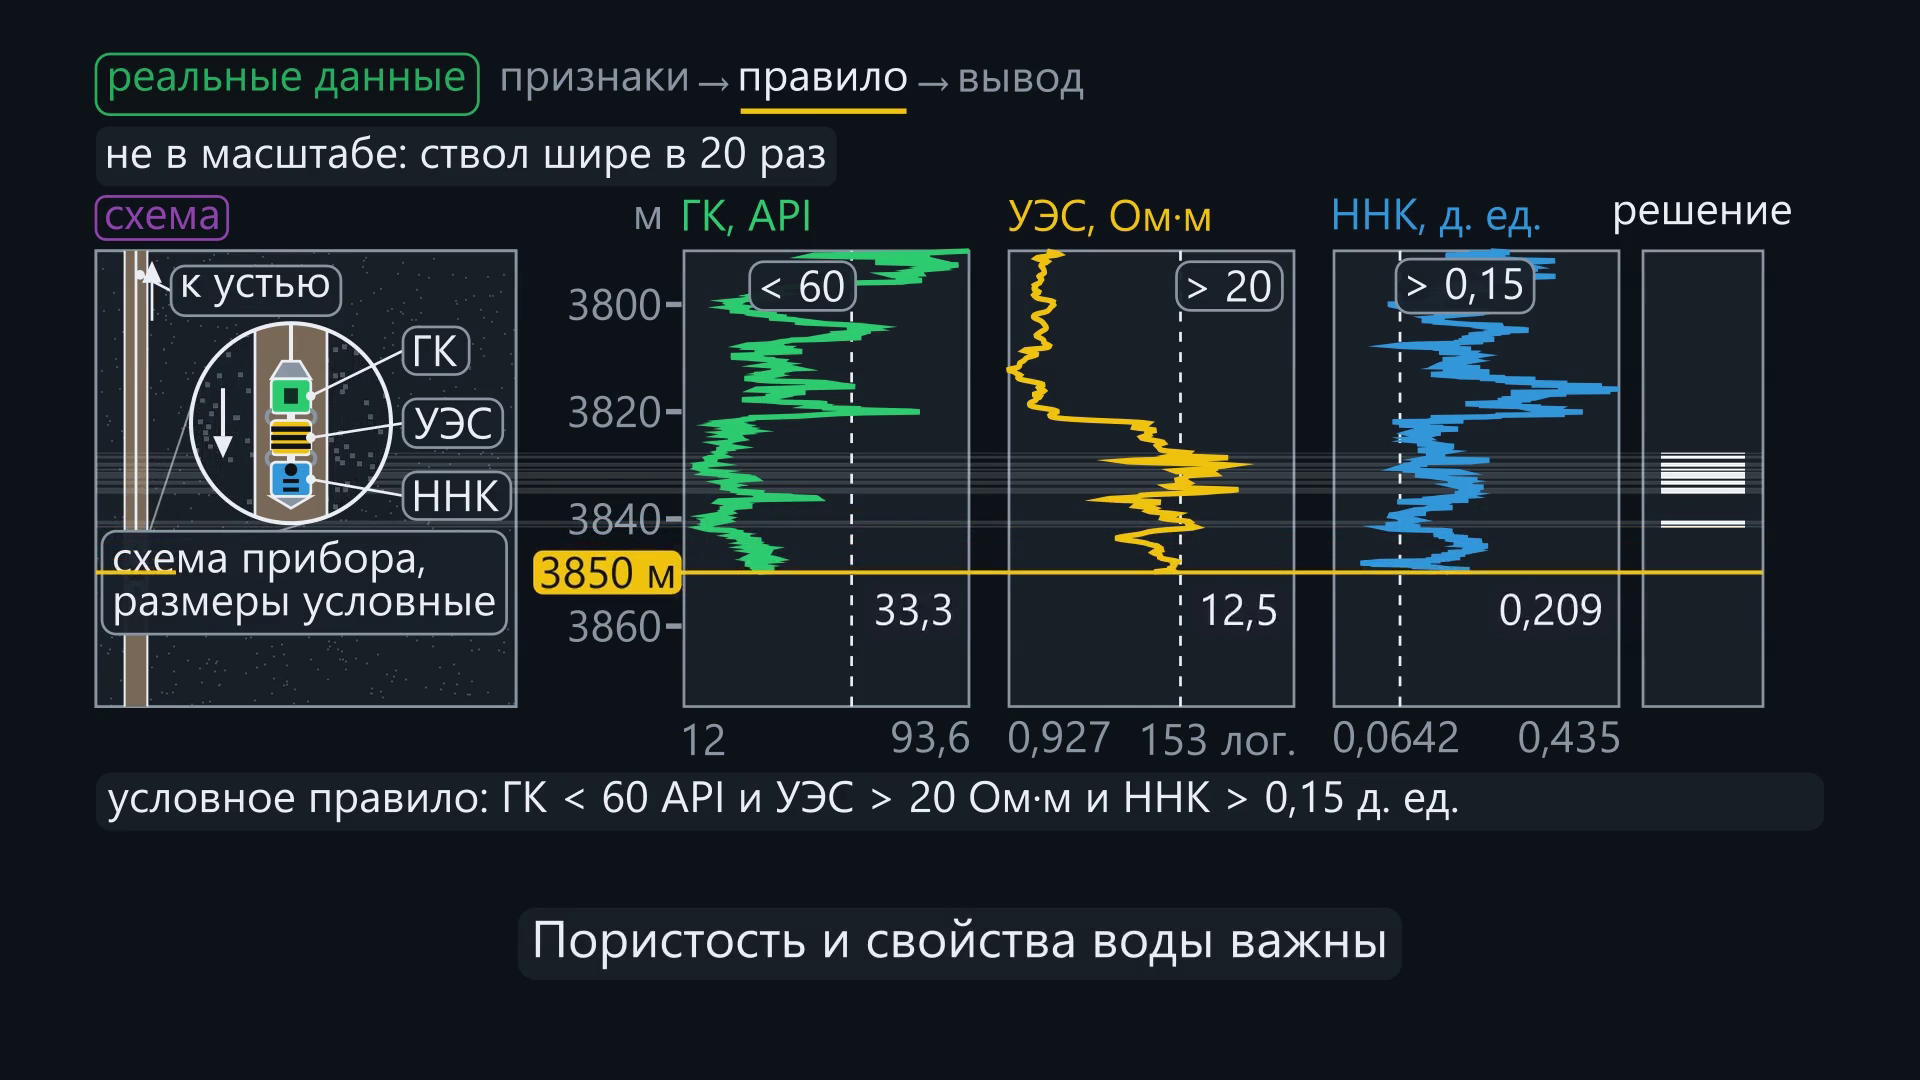 реальные данные признаки → правило → вывод
не в масштабе: ствол шире в 20 раз
схема м ГК, API УЭС, Ом·м ННК, д. ед. решение
к устью < 60 > 20 > 0,15
3800
ГК
3820
УЭС
ННК
3840
схема прибора,
размеры условные
3850 м
33,3 12,5 0,209
3860
12 93,6 0,927 153 лог. 0,0642 0,435
условное правило: ГК < 60 API и УЭС > 20 Ом·м и ННК > 0,15 д. ед.
Пористость и свойства воды важны